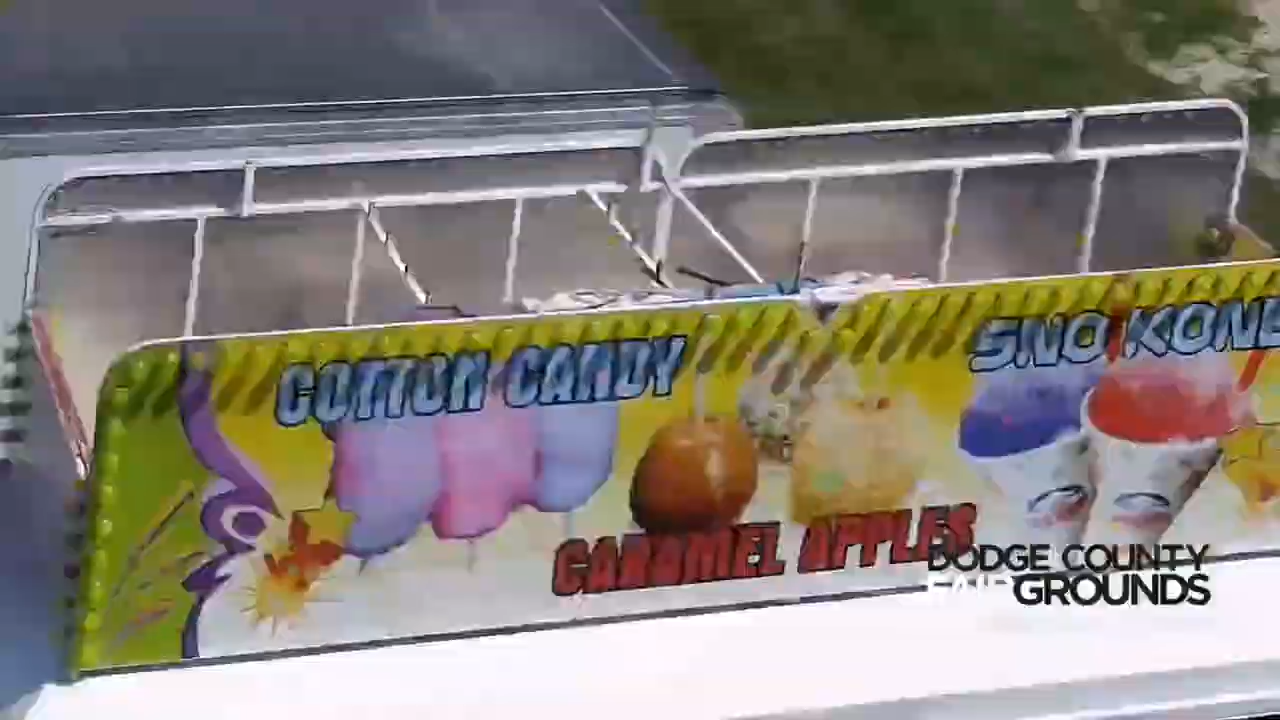 COTTON CANDY
SNO KONE
CARAMEL APPLES
DODGE COUNTY
FAIRGROUNDS